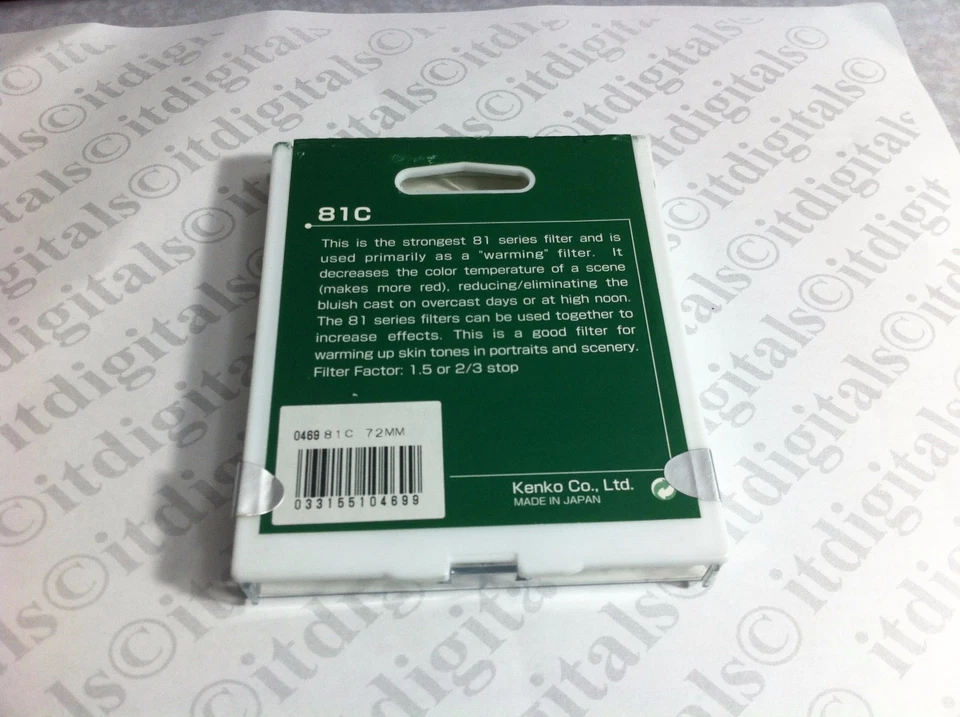 81C
This is the strongest 81 series filter and is
used primarily as a "warming" filter. It
decreases the color temperature of a scene
(makes more red), reducing/eliminating the
bluish cast on overcast days or at high noon.
The 81 series filters can be used together to
increase effects. This is a good filter for
warming up skin tones in portraits and scenery.
Filter Factor: 1.5 or 2/3 stop
0469 81C 72MM
033155104699
Kenko Co., Ltd.
MADE IN JAPAN
©itdigitals©itdigitals©itdigitals